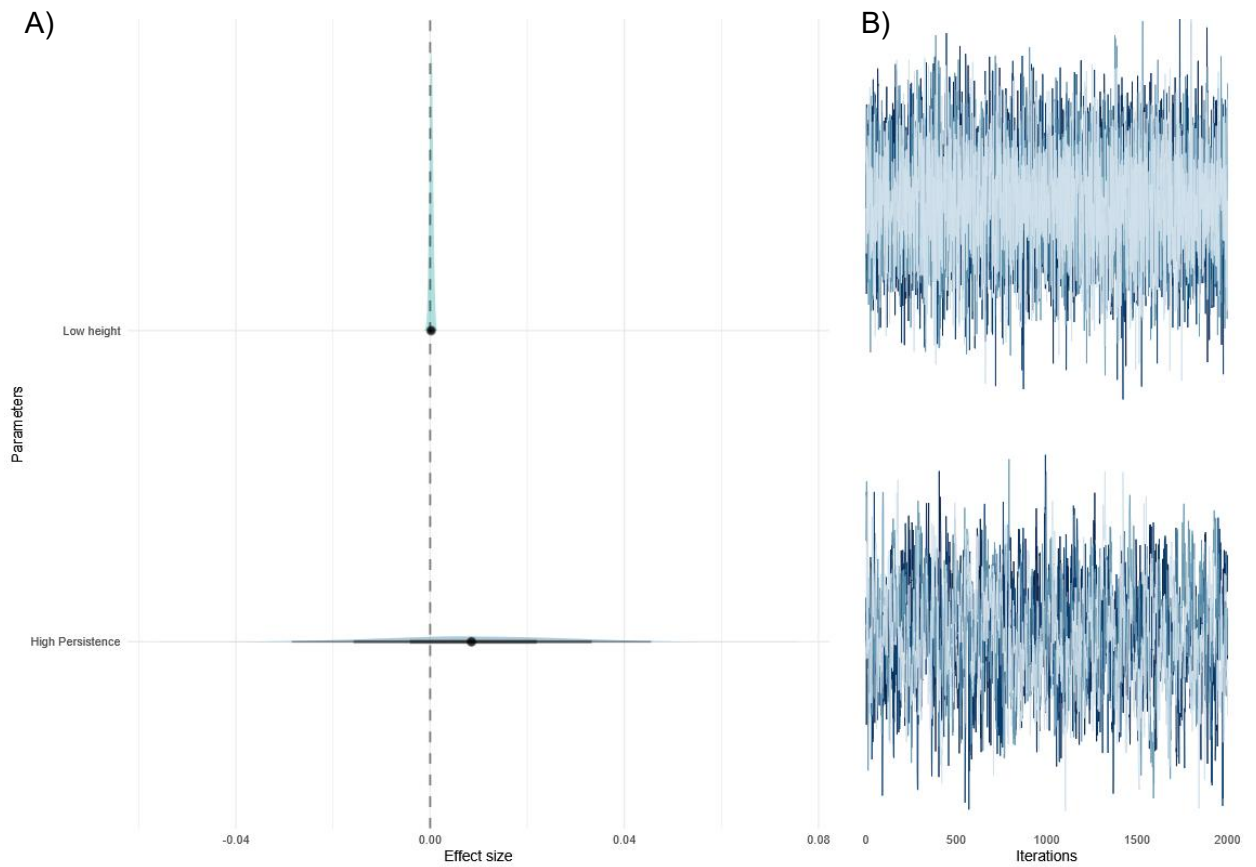 A)
B)
Low height
High Persistence
Parameters
-0.04 0.00 0.04 0.08
Effect size
0 500 1000 1500 2000
Iterations